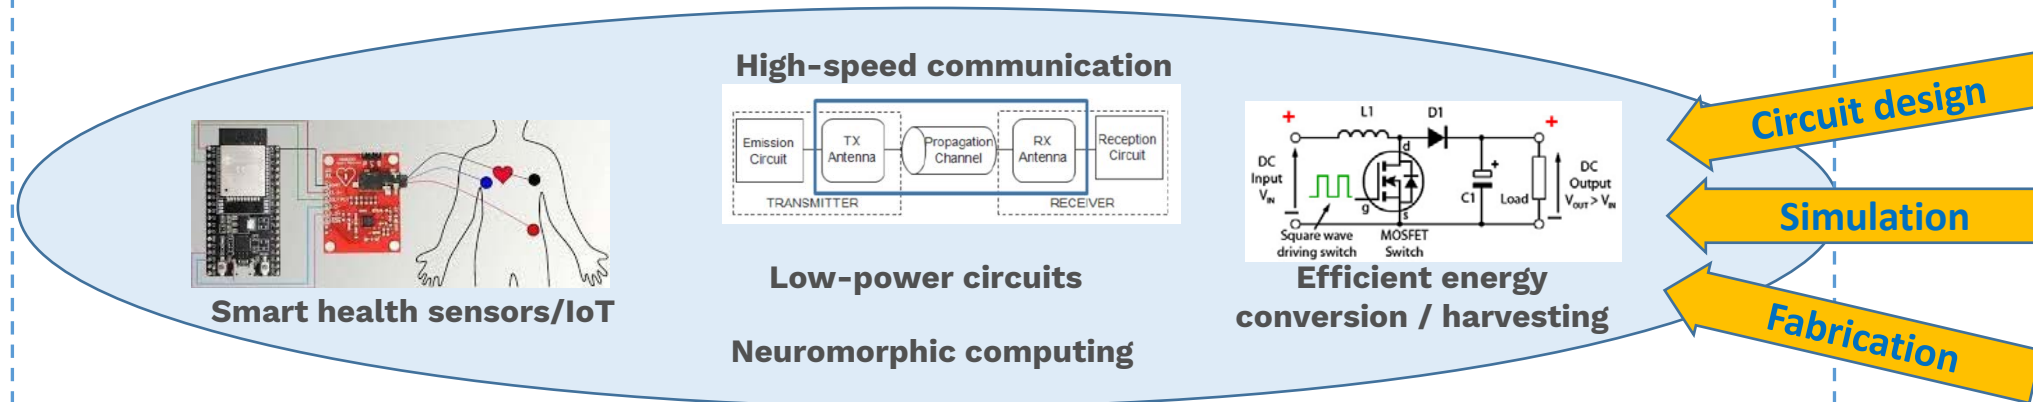 High-speed communication
Emission
Circuit
TX
Antenna
Propagation
Channel
RX
Antenna
Reception
Circuit
TRANSMITTER
RECEIVER
Smart health sensors/IoT
Low-power circuits
Neuromorphic computing
L1
D1
+
+
DC
Input
VIN
d
g
s
+
C1
Load
DC
Output
VOUT > VIN
Square wave
driving switch
MOSFET
Switch
Efficient energy
conversion / harvesting
Circuit design
Simulation
Fabrication